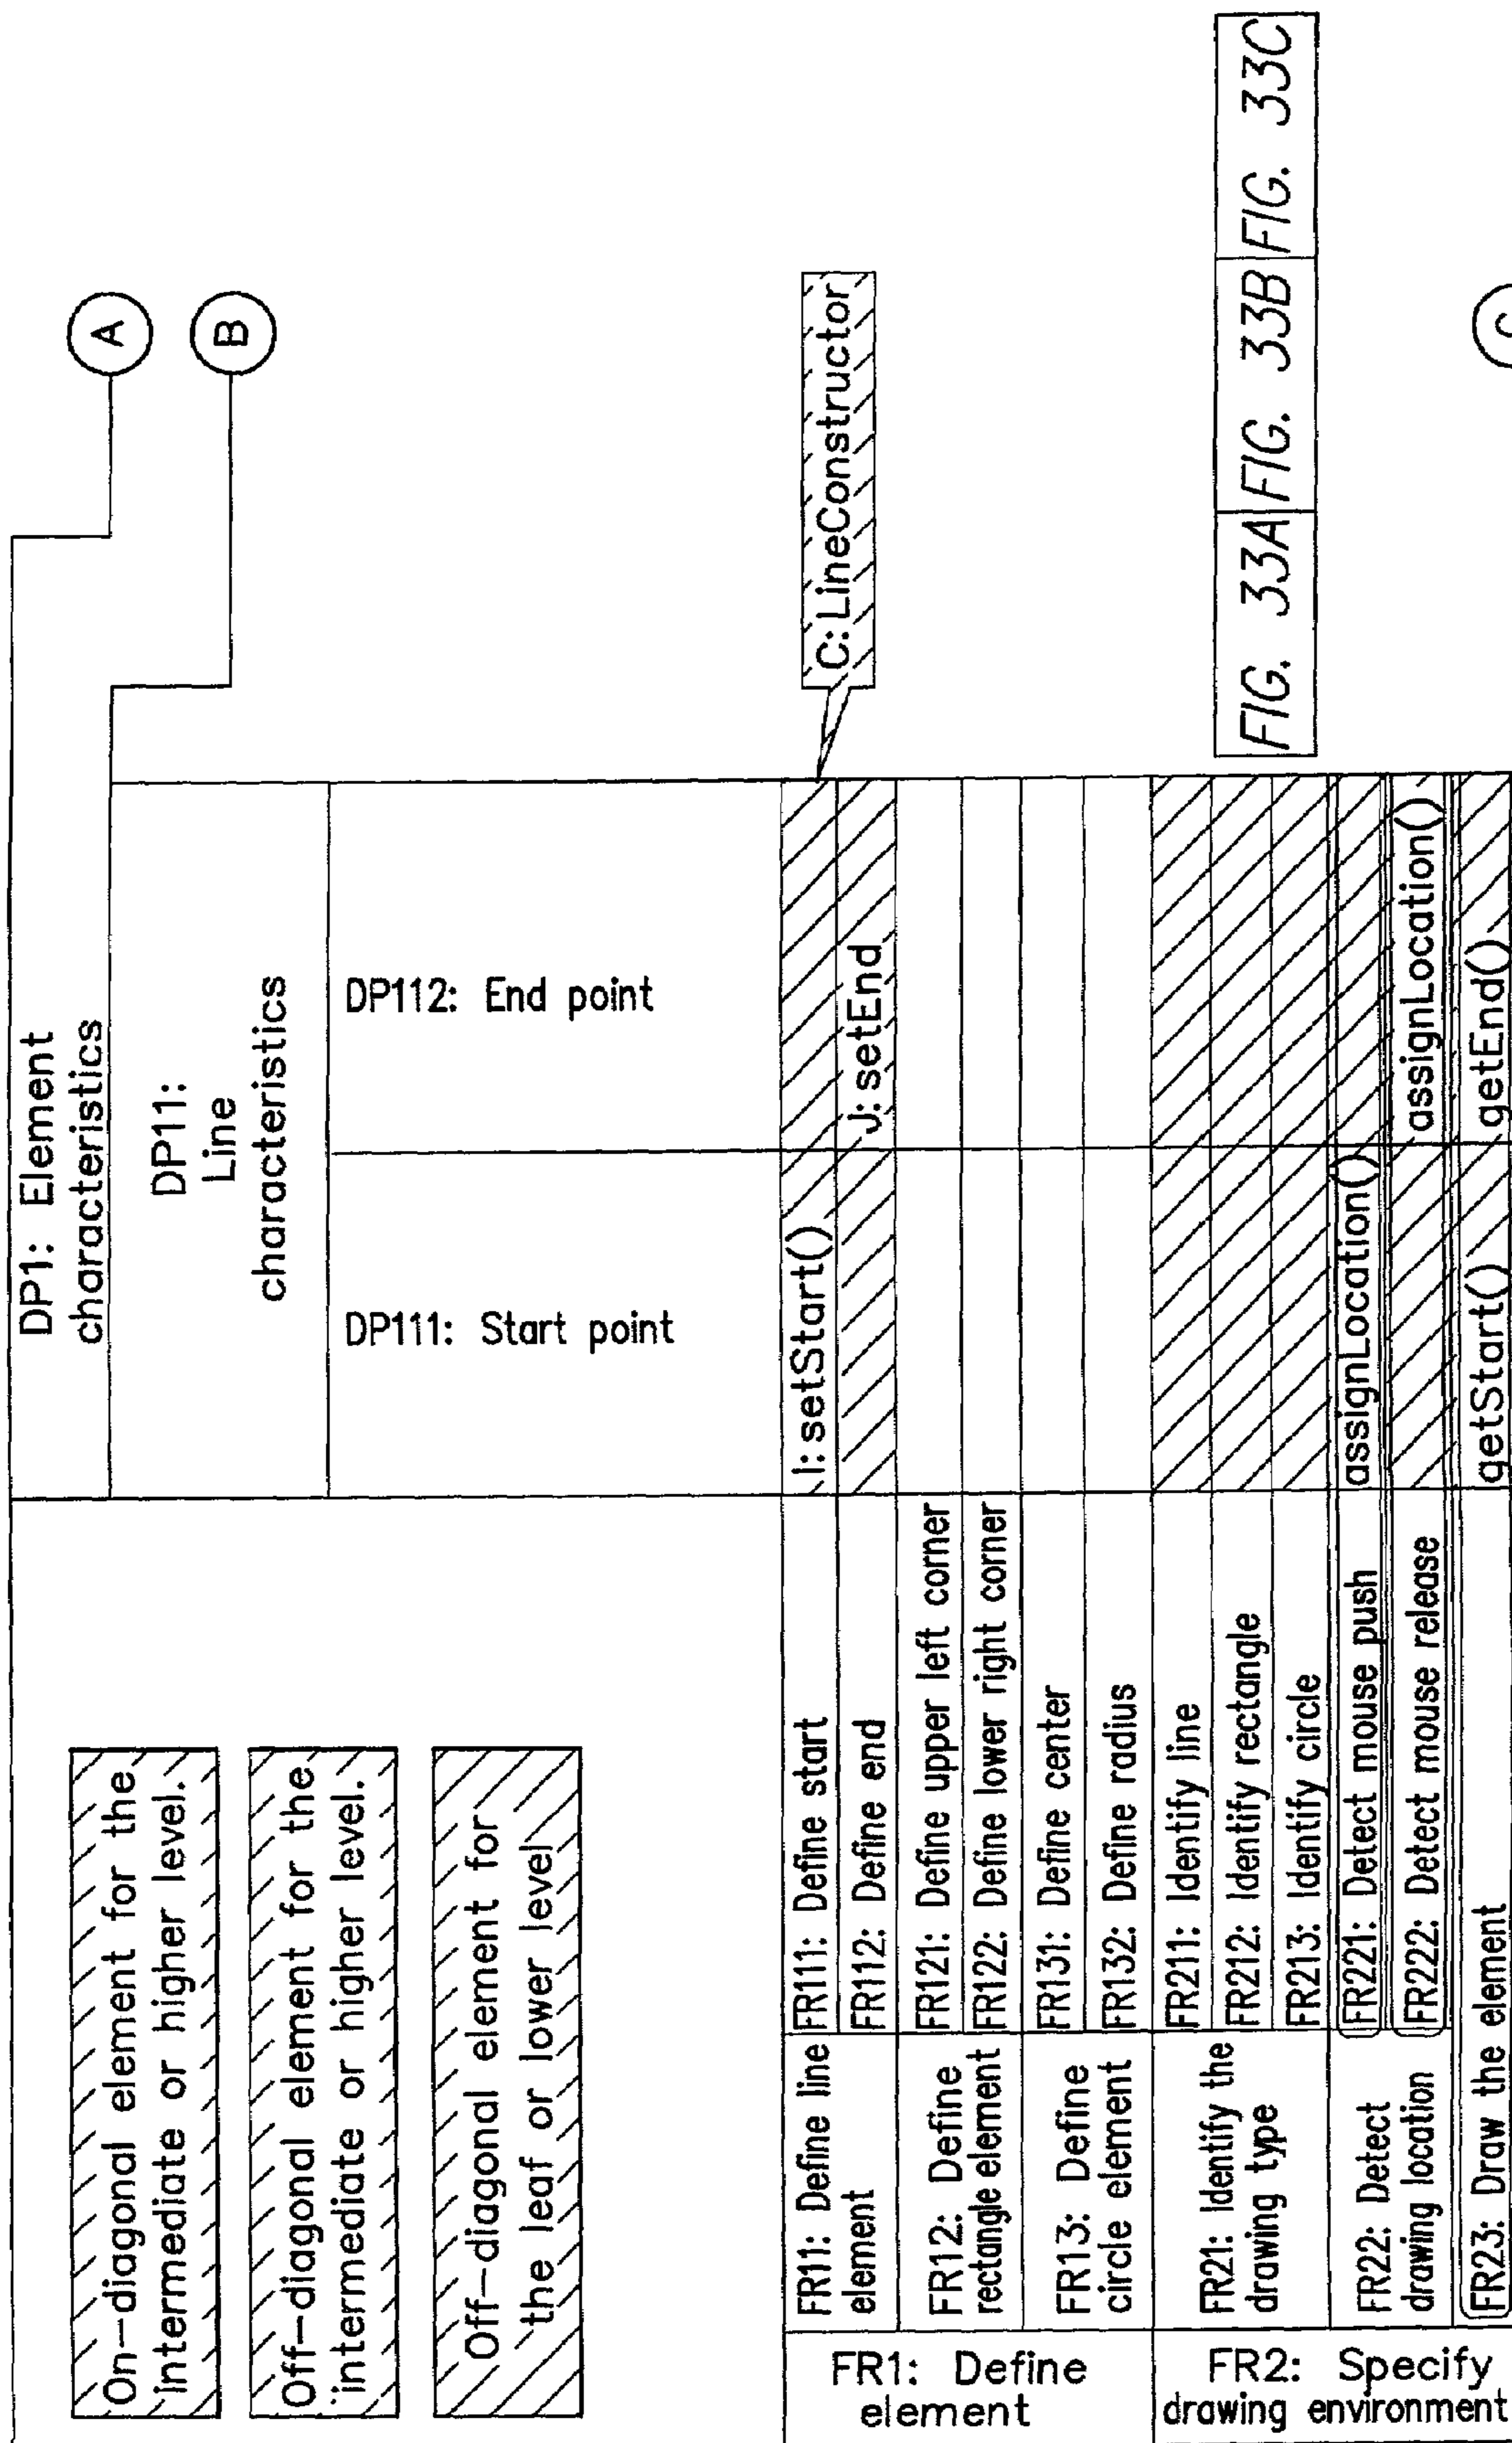 DP1: Element
characteristics
A
B
DP11:
Line
characteristics
DP111: Start point
DP112: End point
On-diagonal element for the
intermediate or higher level.
Off-diagonal element for the
intermediate or higher level.
Off-diagonal element for
the leaf or lower level
C: LineConstructor
FR1: Define
element
FR11: Define line
element
FR111: Define start
I: setStart()
FR112: Define end
J: setEnd
FR12: Define
rectangle element
FR121: Define upper left corner
FR122: Define lower right corner
FR13: Define
circle element
FR131: Define center
FR132: Define radius
FR2: Specify
drawing environment
FR21: Identify the
drawing type
FR211: Identify line
FR212: Identify rectangle
FR213: Identify circle
FR22: Detect
drawing location
FR221: Detect mouse push
assignLocation()
FR222: Detect mouse release
assignLocation()
FR23: Draw the element
getStart()
getEnd()
FIG. 33A FIG. 33B FIG. 33C